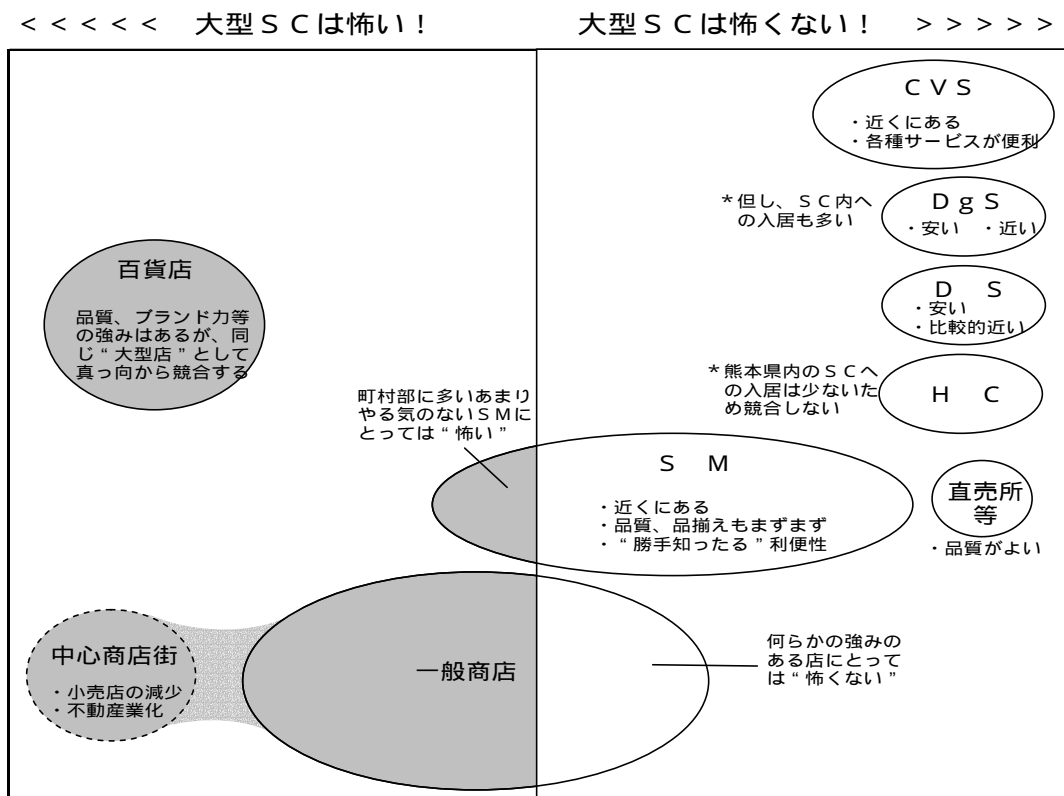 ＜＜＜＜＜　大型ＳＣは怖い！
大型ＳＣは怖くない！　＞＞＞＞＞
ＣＶＳ
・近くにある
・各種サービスが便利
＊但し、ＳＣ内へ
の入居も多い
ＤｇＳ
・安い　・近い
百貨店
品質、ブランド力等
の強みはあるが、同
じ“大型店”として
真っ向から競合する
Ｄ　Ｓ
・安い
・比較的近い
＊熊本県内のＳＣへ
の入居は少ないた
め競合しない
Ｈ　Ｃ
町村部に多いあまり
やる気のないＳＭに
とっては“怖い”
Ｓ　Ｍ
・近くにある
・品質、品揃えもまずまず
・“勝手知ったる”利便性
直売所
等
・品質がよい
中心商店街
・小売店の減少
・不動産業化
一般商店
何らかの強みの
ある店にとって
は“怖くない”